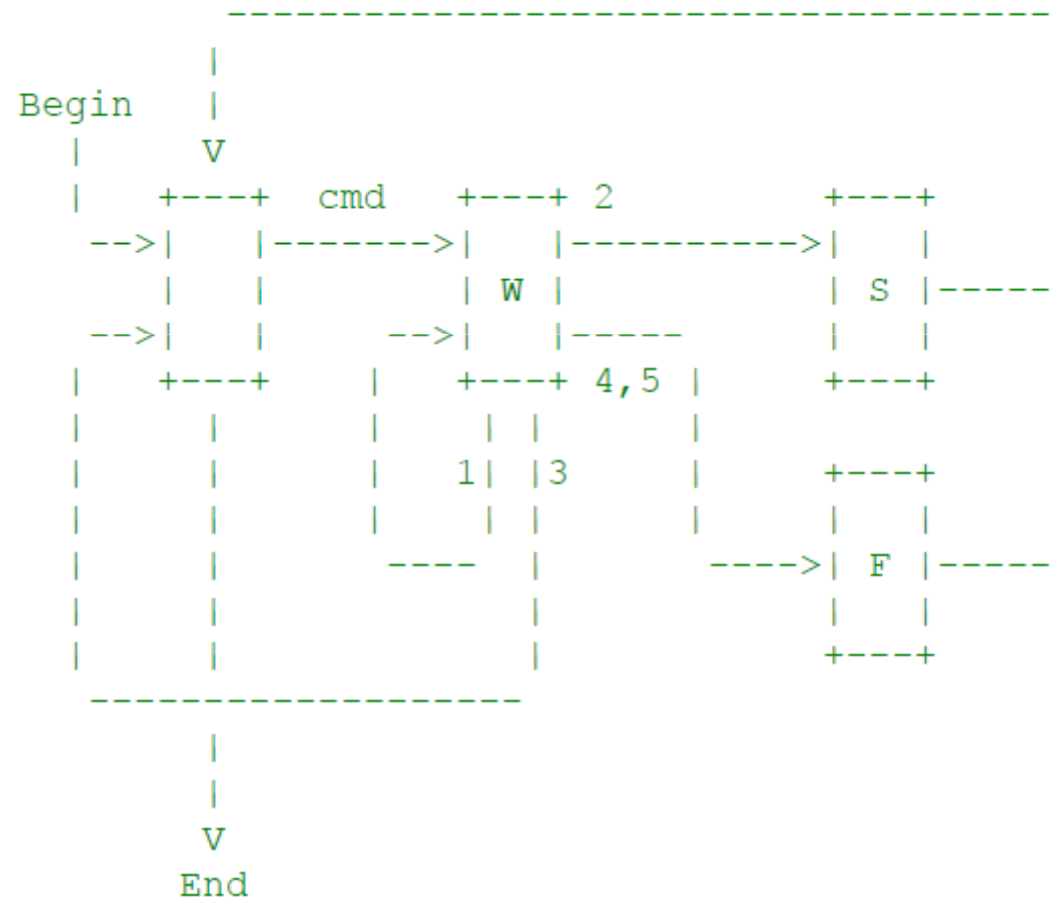 ------------------------------------
           |
Begin      |
  |        V
  |      +---+   cmd   +---+ 2          +---+
   -->|   |------->|   |---------->|   |
      |   |        | W |           | S |-----
   -->|   |     -->|   |-----      |   |
  |   +---+    |   +---+ 4,5 |     +---+
  |     |      |    | |      |
  |     |      |   1| |3     |     +---+
  |     |      |    | |      |     |   |
  |     |       ----  |       ---->| F |-----
  |     |             |            |   |
  |     |             |            +---+
   -------------------
        |
        |
        V
       End